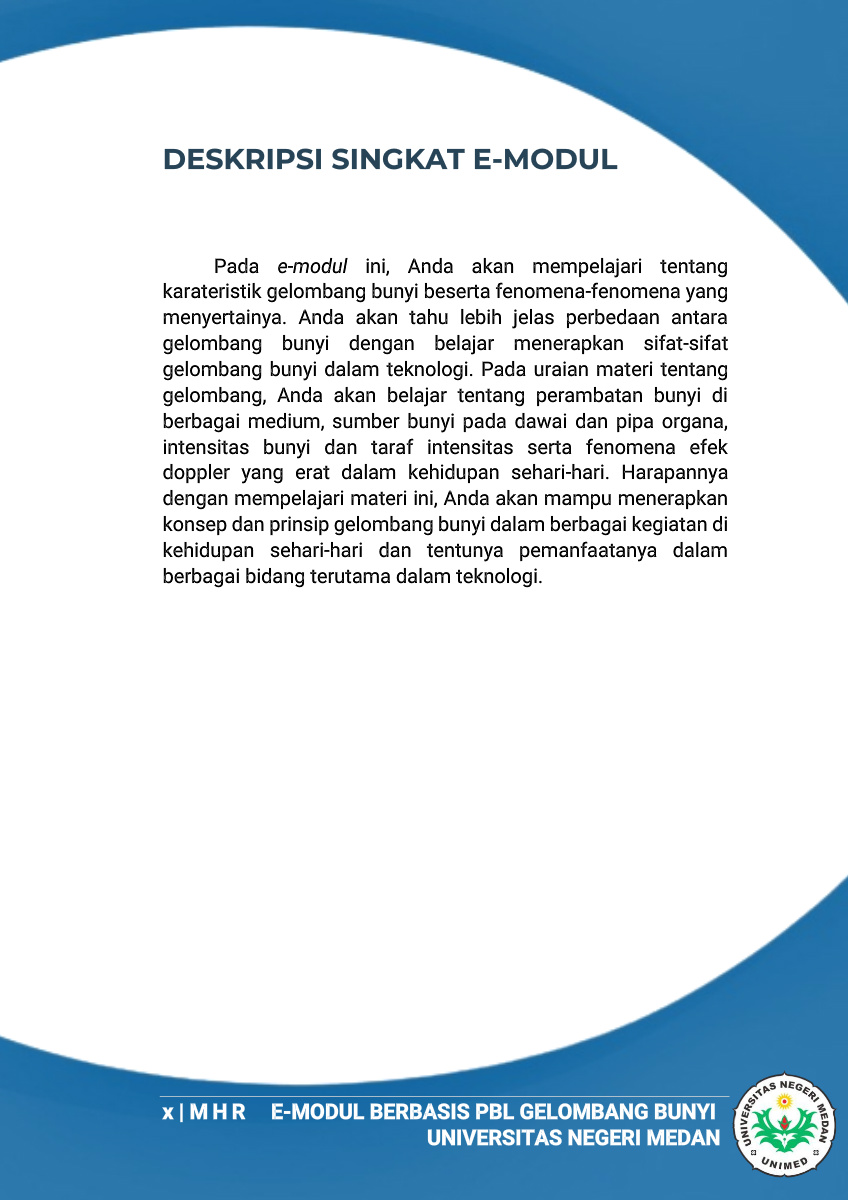 DESKRIPSI SINGKAT E-MODUL
Pada e-modul ini, Anda akan mempelajari tentang
karateristik gelombang bunyi beserta fenomena-fenomena yang
menyertainya. Anda akan tahu lebih jelas perbedaan antara
gelombang bunyi dengan belajar menerapkan sifat-sifat
gelombang bunyi dalam teknologi. Pada uraian materi tentang
gelombang, Anda akan belajar tentang perambatan bunyi di
berbagai medium, sumber bunyi pada dawai dan pipa organa,
intensitas bunyi dan taraf intensitas serta fenomena efek
doppler yang erat dalam kehidupan sehari-hari. Harapannya
dengan mempelajari materi ini, Anda akan mampu menerapkan
konsep dan prinsip gelombang bunyi dalam berbagai kegiatan di
kehidupan sehari-hari dan tentunya pemanfaatanya dalam
berbagai bidang terutama dalam teknologi.
x | M H R E-MODUL BERBASIS PBL GELOMBANG BUNYI
UNIVERSITAS NEGERI MEDAN
UNIVERSITAS NEGERI MEDAN
UNIMED